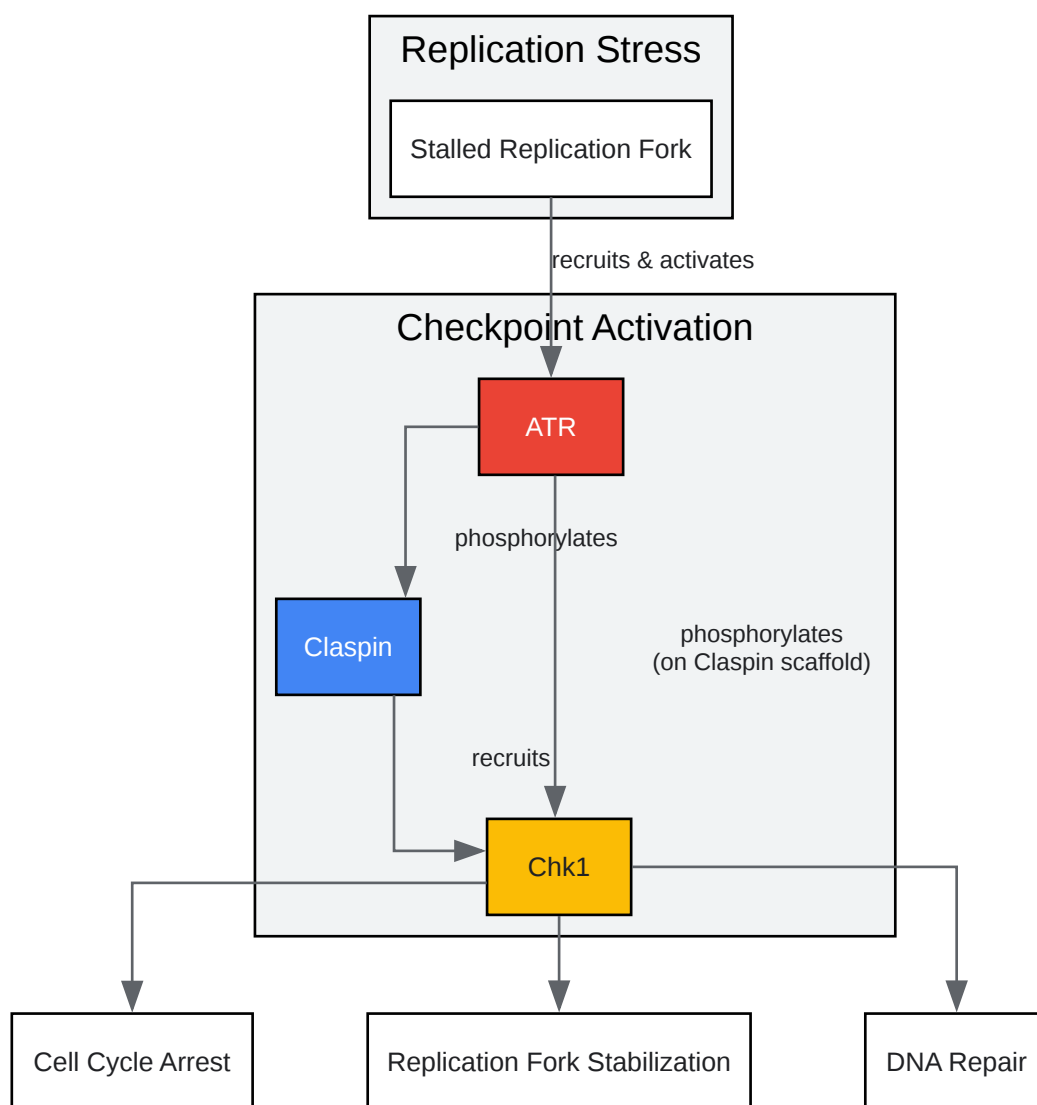 Replication Stress
Stalled Replication Fork
recruits & activates
Checkpoint Activation
ATR
phosphorylates
Claspin
phosphorylates
(on Claspin scaffold)
recruits
Chk1
Cell Cycle Arrest
Replication Fork Stabilization
DNA Repair